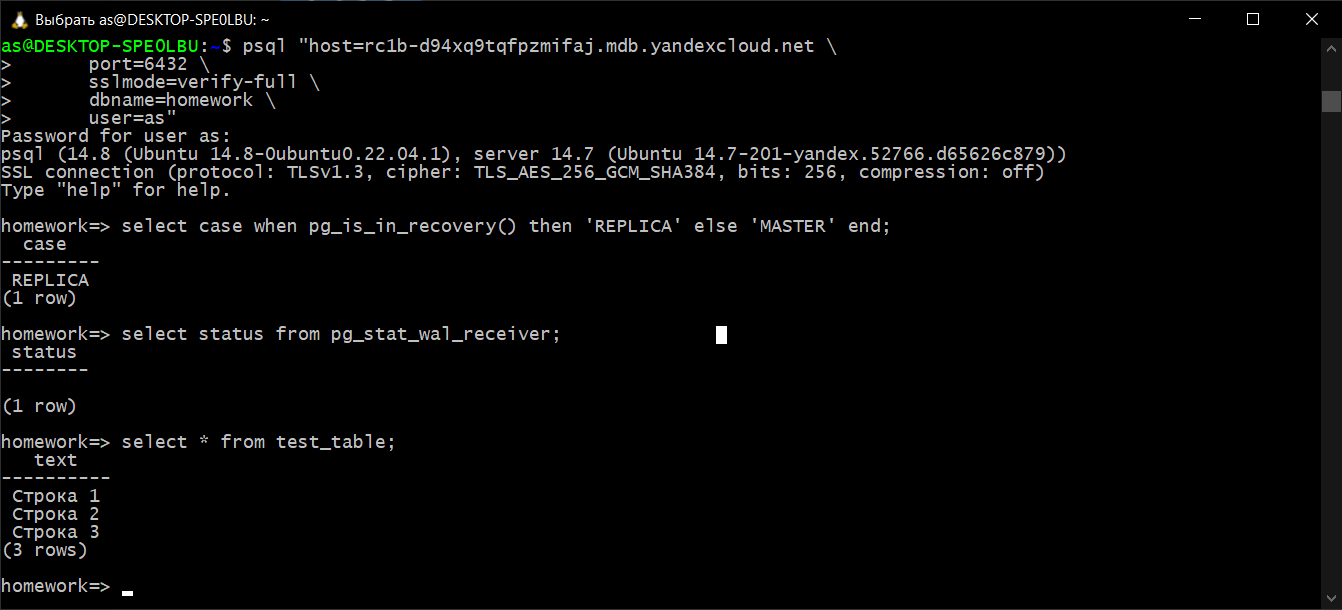 Выбрать as@DESKTOP-SPE0LBU: ~
as@DESKTOP-SPE0LBU:~$ psql "host=rc1b-d94xq9tqfpzmifaj.mdb.yandexcloud.net \
>       port=6432 \
>       sslmode=verify-full \
>       dbname=homework \
>       user=as"
Password for user as:
psql (14.8 (Ubuntu 14.8-0ubuntu0.22.04.1), server 14.7 (Ubuntu 14.7-201-yandex.52766.d65626c879))
SSL connection (protocol: TLSv1.3, cipher: TLS_AES_256_GCM_SHA384, bits: 256, compression: off)
Type "help" for help.
homework=> select case when pg_is_in_recovery() then 'REPLICA' else 'MASTER' end;
  case
---------
 REPLICA
(1 row)
homework=> select status from pg_stat_wal_receiver;
 status
--------
(1 row)
homework=> select * from test_table;
   text
----------
 Строка 1
 Строка 2
 Строка 3
(3 rows)
homework=>